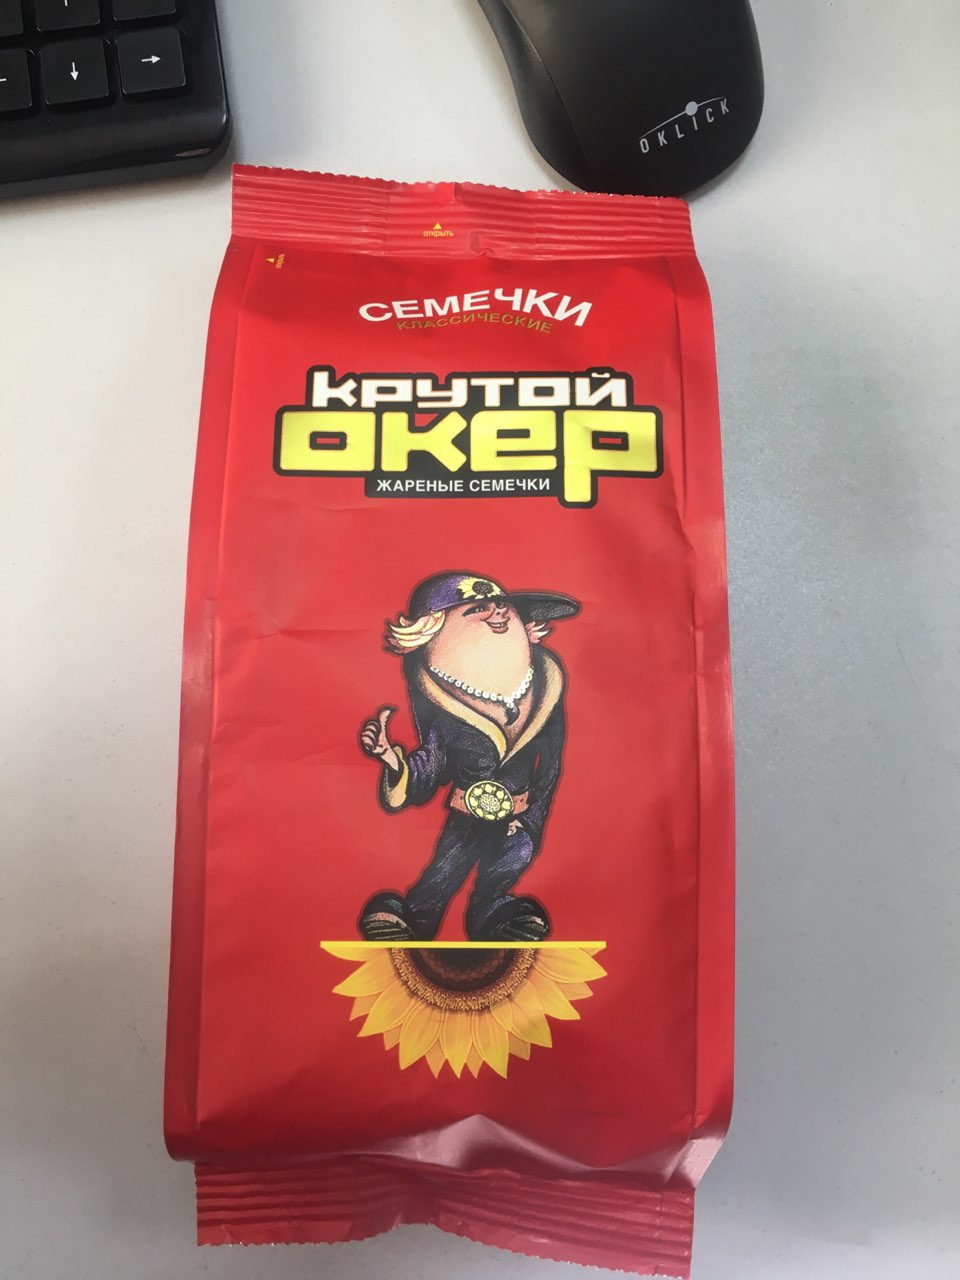 OKLICK
открыть
СЕМЕЧКИ
КЛАССИЧЕСКИЕ
КРУТОЙ
ОКЕР
ЖАРЕНЫЕ СЕМЕЧКИ